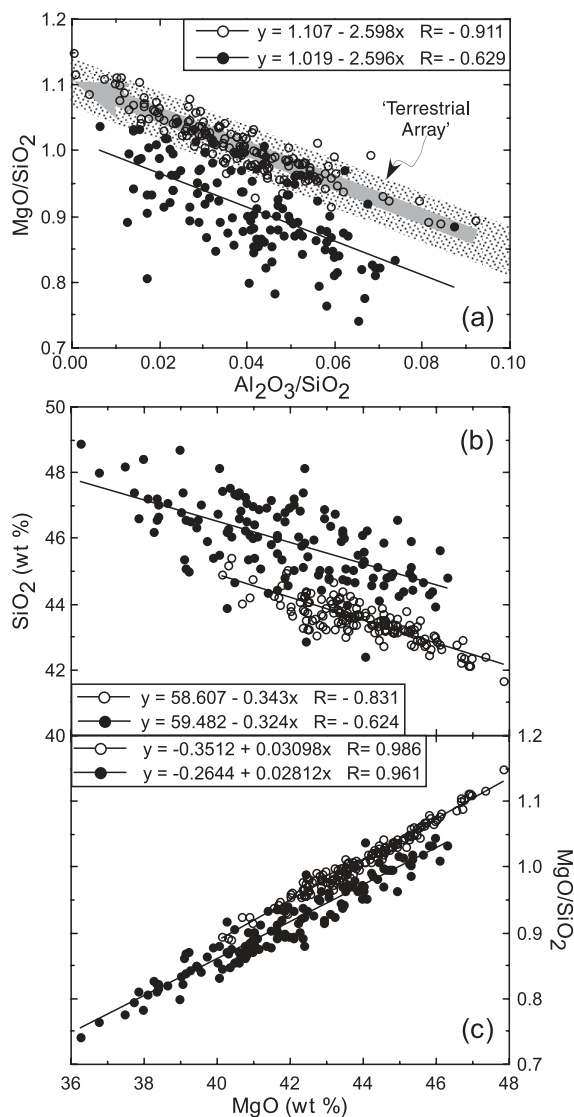 y = 1.107 - 2.598x R= - 0.911
y = 1.019 - 2.596x R= - 0.629
1.2
1.1
1.0
0.9
0.8
0.7
MgO/SiO₂
'Terrestrial
Array'
(a)
0.00 0.02 0.04 0.06 0.08 0.10
Al₂O₃/SiO₂
50
48
46
44
42
40
SiO₂ (wt %)
(b)
y = 58.607 - 0.343x R= - 0.831
y = 59.482 - 0.324x R= - 0.624
y = -0.3512 + 0.03098x R= 0.986
y = -0.2644 + 0.02812x R= 0.961
1.2
1.1
1.0
0.9
0.8
0.7
MgO/SiO₂
(c)
36 38 40 42 44 46 48
MgO (wt %)